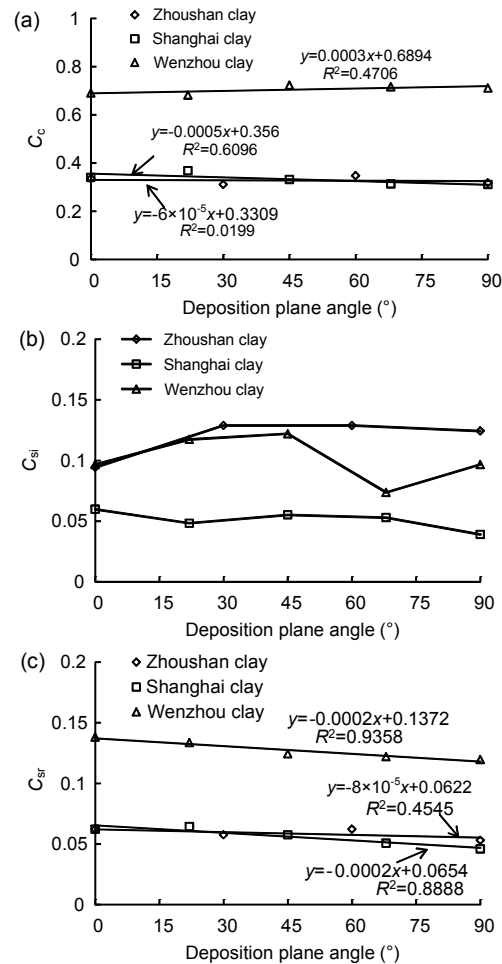 (a)
Zhoushan clay
Shanghai clay
Wenzhou clay
1
0.8
0.6
0.4
0.2
0
C_c
y=0.0003x+0.6894
R²=0.4706
y=-0.0005x+0.356
R²=0.6096
y=-6×10⁻⁵x+0.3309
R²=0.0199
0 15 30 45 60 75 90
Deposition plane angle (°)
(b)
Zhoushan clay
Shanghai clay
Wenzhou clay
0.2
0.15
0.1
0.05
0
C_si
0 15 30 45 60 75 90
Deposition plane angle (°)
(c)
Zhoushan clay
Shanghai clay
Wenzhou clay
0.2
0.15
0.1
0.05
0
C_sr
y=-0.0002x+0.1372
R²=0.9358
y=-8×10⁻⁵x+0.0622
R²=0.4545
y=-0.0002x+0.0654
R²=0.8888
0 15 30 45 60 75 90
Deposition plane angle (°)